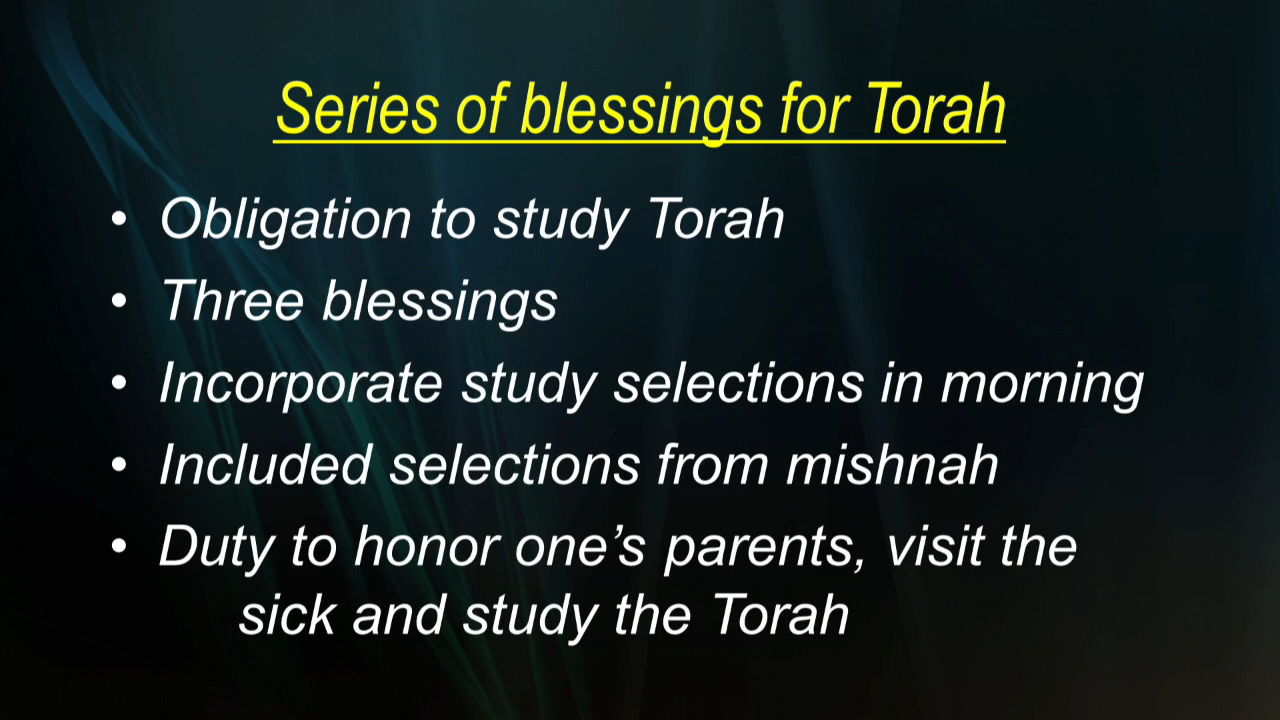 Series of blessings for Torah
• Obligation to study Torah
• Three blessings
• Incorporate study selections in morning
• Included selections from mishnah
• Duty to honor one’s parents, visit the
sick and study the Torah